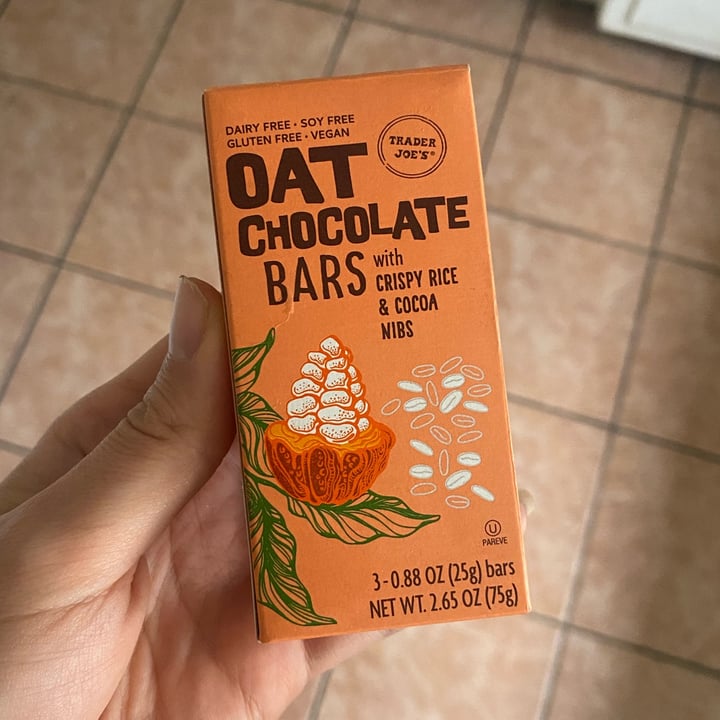 DAIRY FREE • SOY FREE
GLUTEN FREE • VEGAN
TRADER
JOE'S®
OAT
CHOCOLATE
BARS with
CRISPY RICE
& COCOA
NIBS
U
PAREVE
3-0.88 OZ (25g) bars
NET WT. 2.65 OZ (75g)